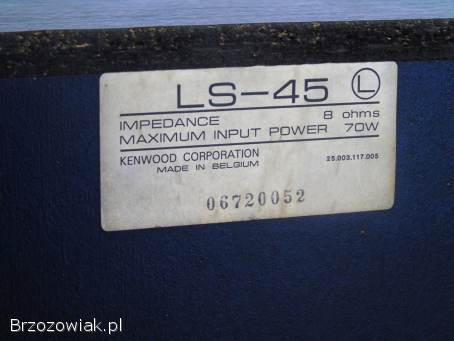 LS-45 L
IMPEDANCE 8 ohms
MAXIMUM INPUT POWER 70W
KENWOOD CORPORATION 25.003.117.005
MADE IN BELGIUM
06720052
Brzozowiak.pl